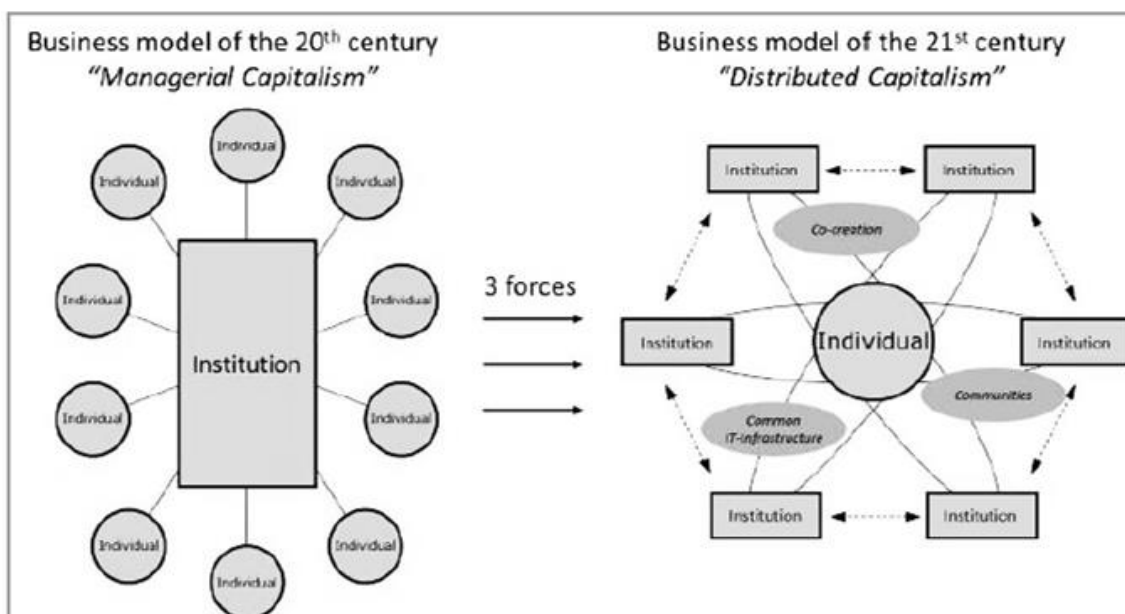 Business model of the 20th century
"Managerial Capitalism"
Individual
Individual
Individual
Individual
Individual
Institution
Individual
Individual
Individual
Individual
Individual
3 forces
Business model of the 21st century
"Distributed Capitalism"
Institution
Institution
Co-creation
Institution
Individual
Institution
Communities
Common
IT-infrastructure
Institution
Institution